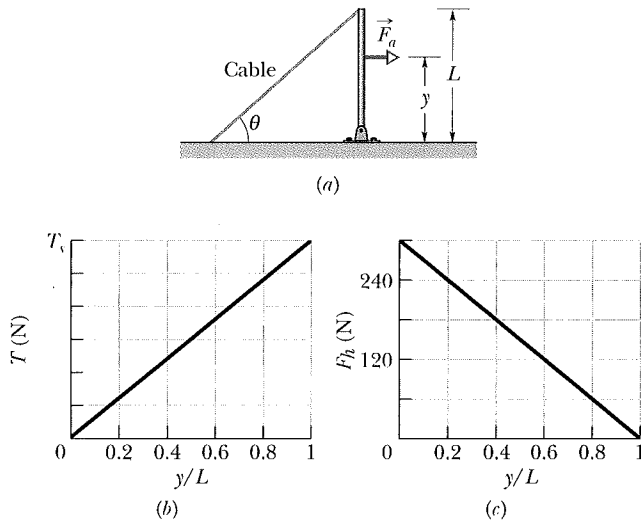 F_a
Cable
L
y
θ
(a)
T_s
T (N)
0
0.2
0.4
0.6
0.8
1
y/L
(b)
240
F_h (N)
120
0
0.2
0.4
0.6
0.8
1
y/L
(c)